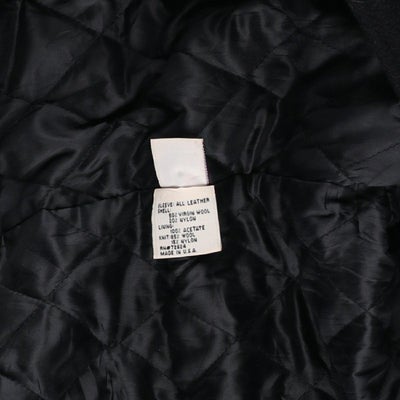 SLEEVE: ALL LEATHER
SHELL:
80% VIRGIN WOOL
20% NYLON
LINING:
100% ACETATE
KNIT 85% WOOL
15% NYLON
MADE IN U.S.A.